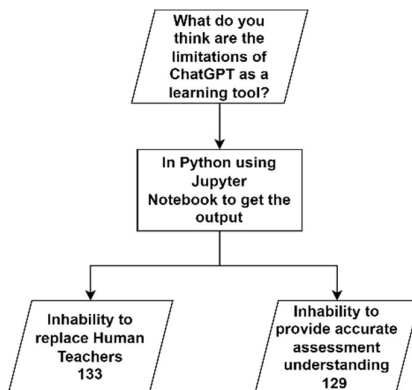 What do you
think are the
limitations of
ChatGPT as a
learning tool?
In Python using
Jupyter
Notebook to get the
output
Inhability to
replace Human
Teachers
133
Inhability to
provide accurate
assessment
understanding
129